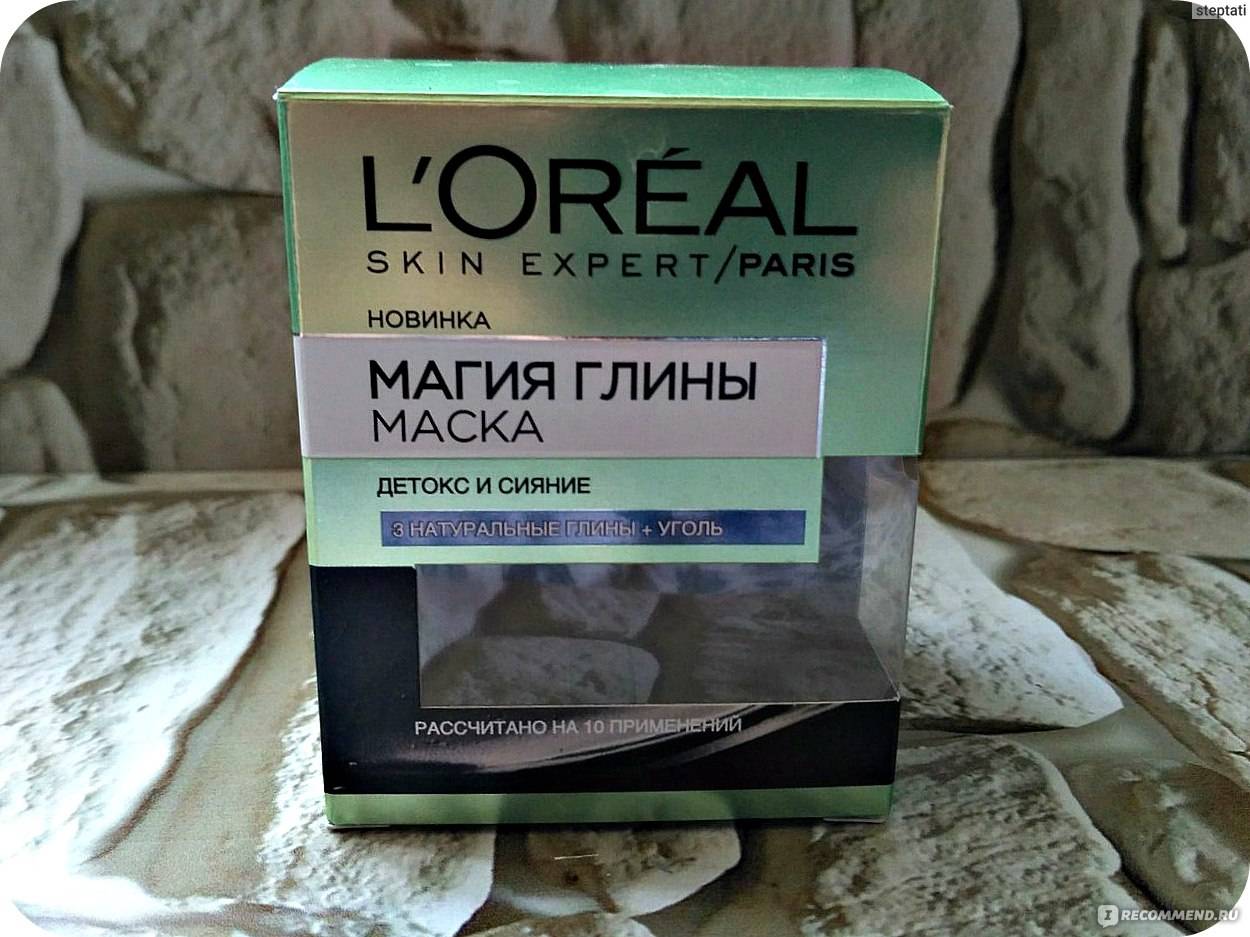 steptati
L'ORÉAL
SKIN EXPERT/PARIS
НОВИНКА
МАГИЯ ГЛИНЫ
МАСКА
ДЕТОКС И СИЯНИЕ
3 НАТУРАЛЬНЫЕ ГЛИНЫ + УГОЛЬ
РАССЧИТАНО НА 10 ПРИМЕНЕНИЙ
IRECOMMEND.RU